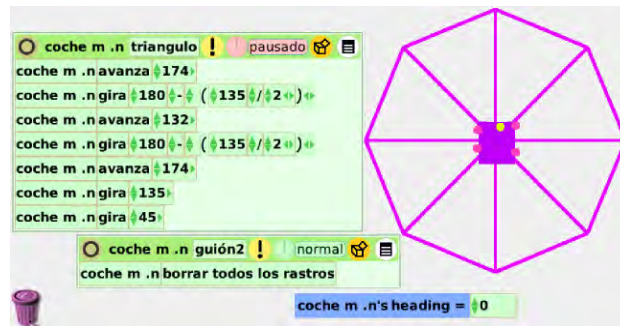 coche m .n triangulo ! pausado
coche m .n avanza 174
coche m .n gira 180 - ( 135 / 2 )
coche m .n avanza 132
coche m .n gira 180 - ( 135 / 2 )
coche m .n avanza 174
coche m .n gira 135
coche m .n gira 45
coche m .n guión2 ! normal
coche m .n borrar todos los rastros
coche m .n's heading = 0